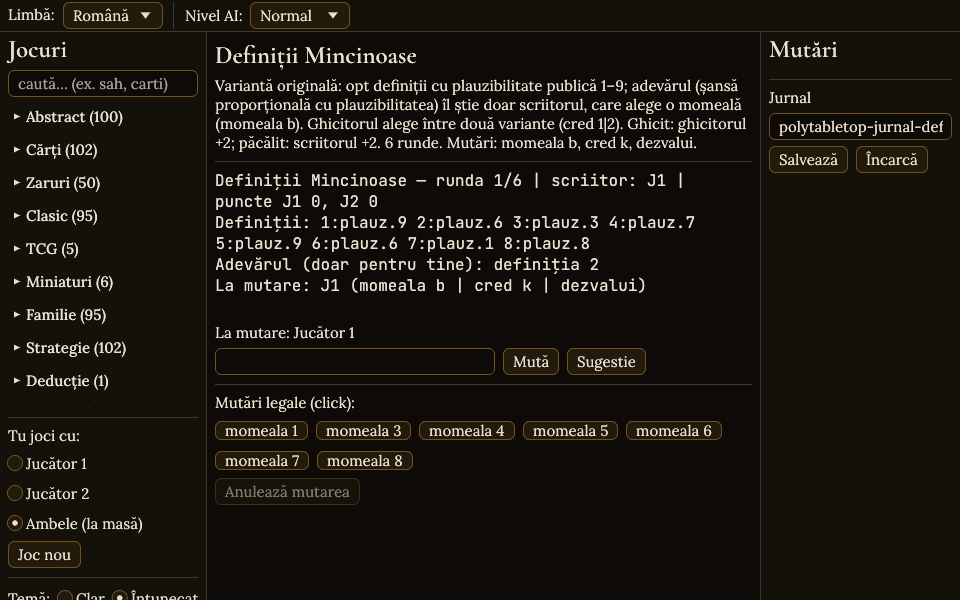 Limbă: Română ▼ Nivel AI: Normal ▼
Jocuri
caută... (ex. sah, carti)
▸ Abstract (100)
▸ Cărți (102)
▸ Zaruri (50)
▸ Clasic (95)
▸ TCG (5)
▸ Miniaturi (6)
▸ Familie (95)
▸ Strategie (102)
▸ Deducție (1)
Tu joci cu:
Jucător 1
Jucător 2
Ambele (la masă)
Joc nou
Temă: Clar Întunecat
Definiții Mincinoase
Variantă originală: opt definiții cu plauzibilitate publică 1–9; adevărul (șansă
proporțională cu plauzibilitatea) îl știe doar scriitorul, care alege o momeală
(momeala b). Ghicitorul alege între două variante (cred 1|2). Ghicit: ghicitorul
+2; păcălit: scriitorul +2. 6 runde. Mutări: momeala b, cred k, dezvalui.
Definiții Mincinoase — runda 1/6 | scriitor: J1 |
puncte J1 0, J2 0
Definiții: 1:plauz.9 2:plauz.6 3:plauz.3 4:plauz.7
5:plauz.9 6:plauz.6 7:plauz.1 8:plauz.8
Adevărul (doar pentru tine): definiția 2
La mutare: J1 (momeala b | cred k | dezvalui)
La mutare: Jucător 1
Mută Sugestie
Mutări legale (click):
momeala 1 momeala 3 momeala 4 momeala 5 momeala 6
momeala 7 momeala 8
Anulează mutarea
Mutări
Jurnal
polytabletop-jurnal-def
Salvează Încarcă